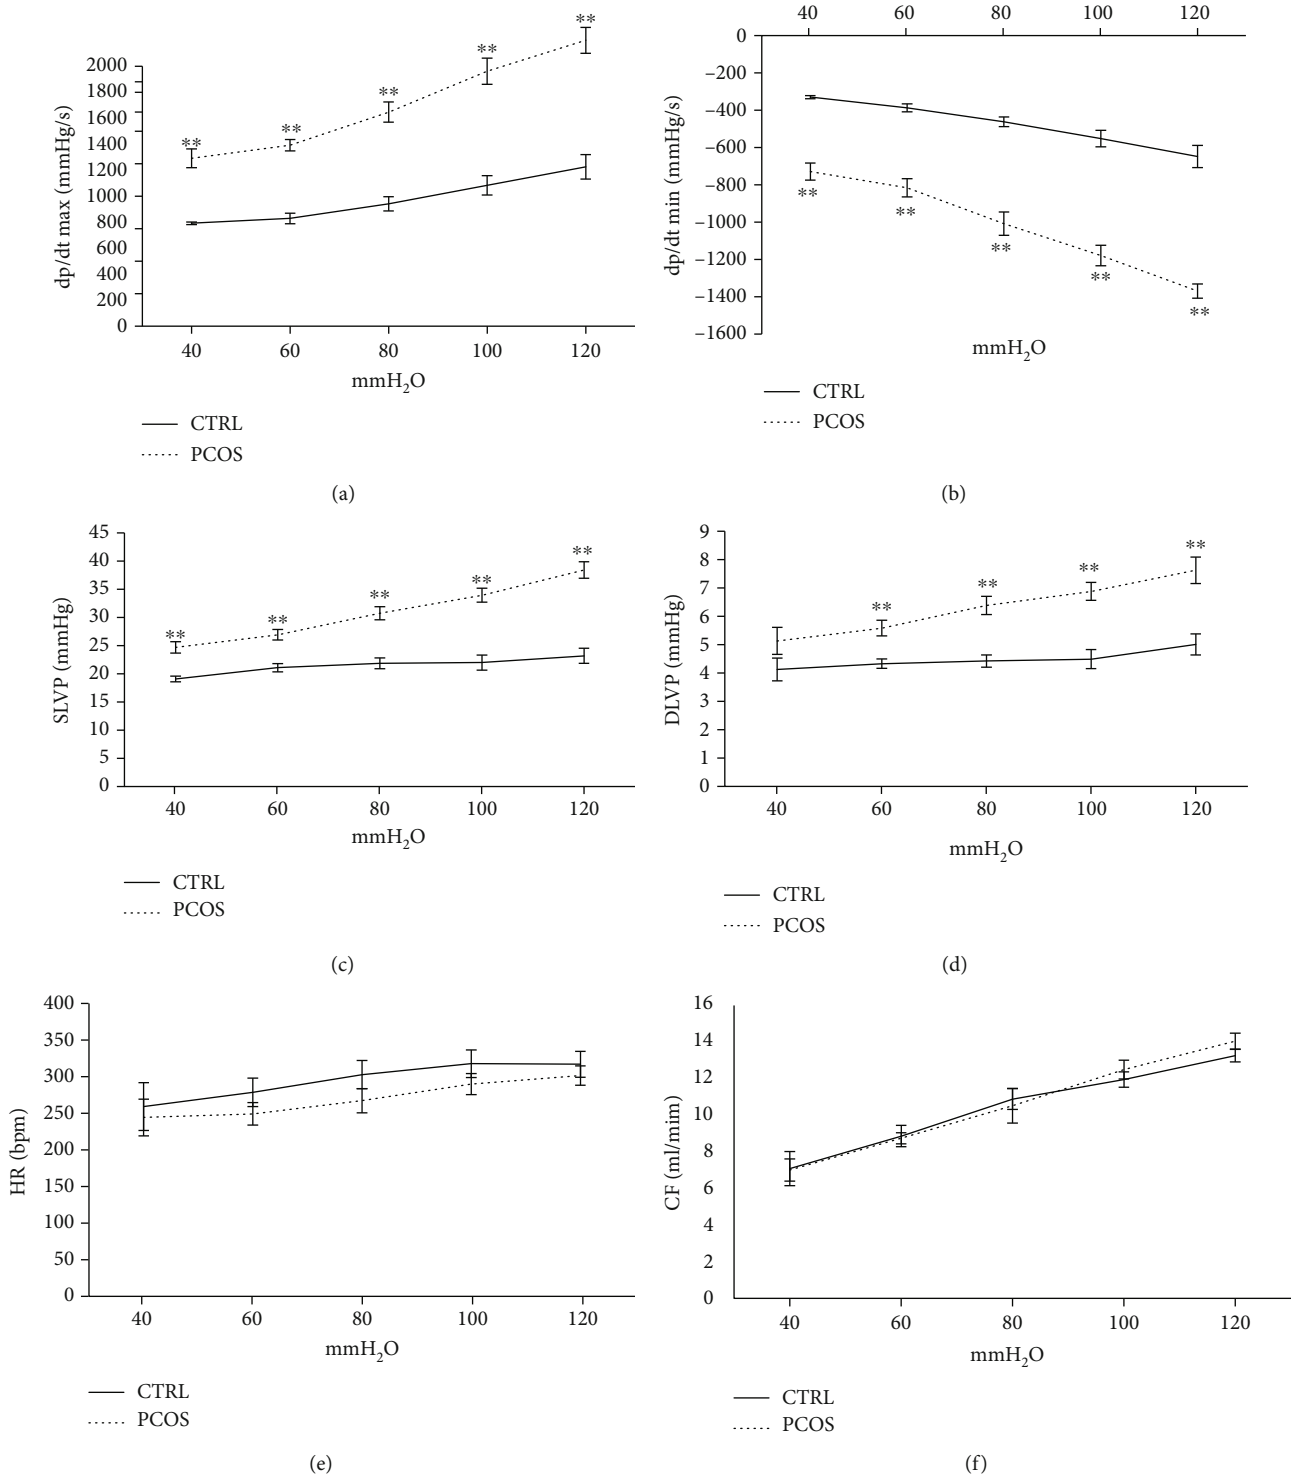 **
**
**
**
**
2000
1800
1600
1400
1200
1000
800
600
400
800
1000
0
dp/dt max (mmHg/s)
40 60 80 100 120
mmH₂O
CTRL
PCOS
(a)
40 60 80 100 120
0
−200
−400
−600
−800
−1000
−1200
−1400
−1600
dp/dt min (mmHg/s)
**
**
**
**
**
mmH₂O
CTRL
PCOS
(b)
45
40
35
30
25
20
15
10
5
0
SLVP (mmHg)
**
**
**
**
**
40 60 80 100 120
mmH₂O
CTRL
PCOS
(c)
9
8
7
6
5
4
3
2
1
0
DLVP (mmHg)
**
**
**
**
40 60 80 100 120
mmH₂O
CTRL
PCOS
(d)
400
350
300
250
200
150
100
50
0
HR (bpm)
40 60 80 100 120
mmH₂O
CTRL
PCOS
(e)
16
14
12
10
8
6
4
2
0
CF (ml/mim)
40 60 80 100 120
mmH₂O
CTRL
PCOS
(f)